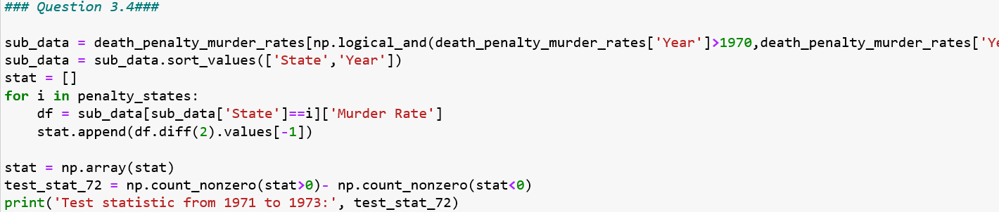 ### Question 3.4###
sub_data = death_penalty_murder_rates[np.logical_and(death_penalty_murder_rates['Year']>1970,death_penalty_murder_rates['Ye
sub_data = sub_data.sort_values(['State','Year'])
stat = []
for i in penalty_states:
    df = sub_data[sub_data['State']==i]['Murder Rate']
    stat.append(df.diff(2).values[-1])
stat = np.array(stat)
test_stat_72 = np.count_nonzero(stat>0)- np.count_nonzero(stat<0)
print('Test statistic from 1971 to 1973:', test_stat_72)